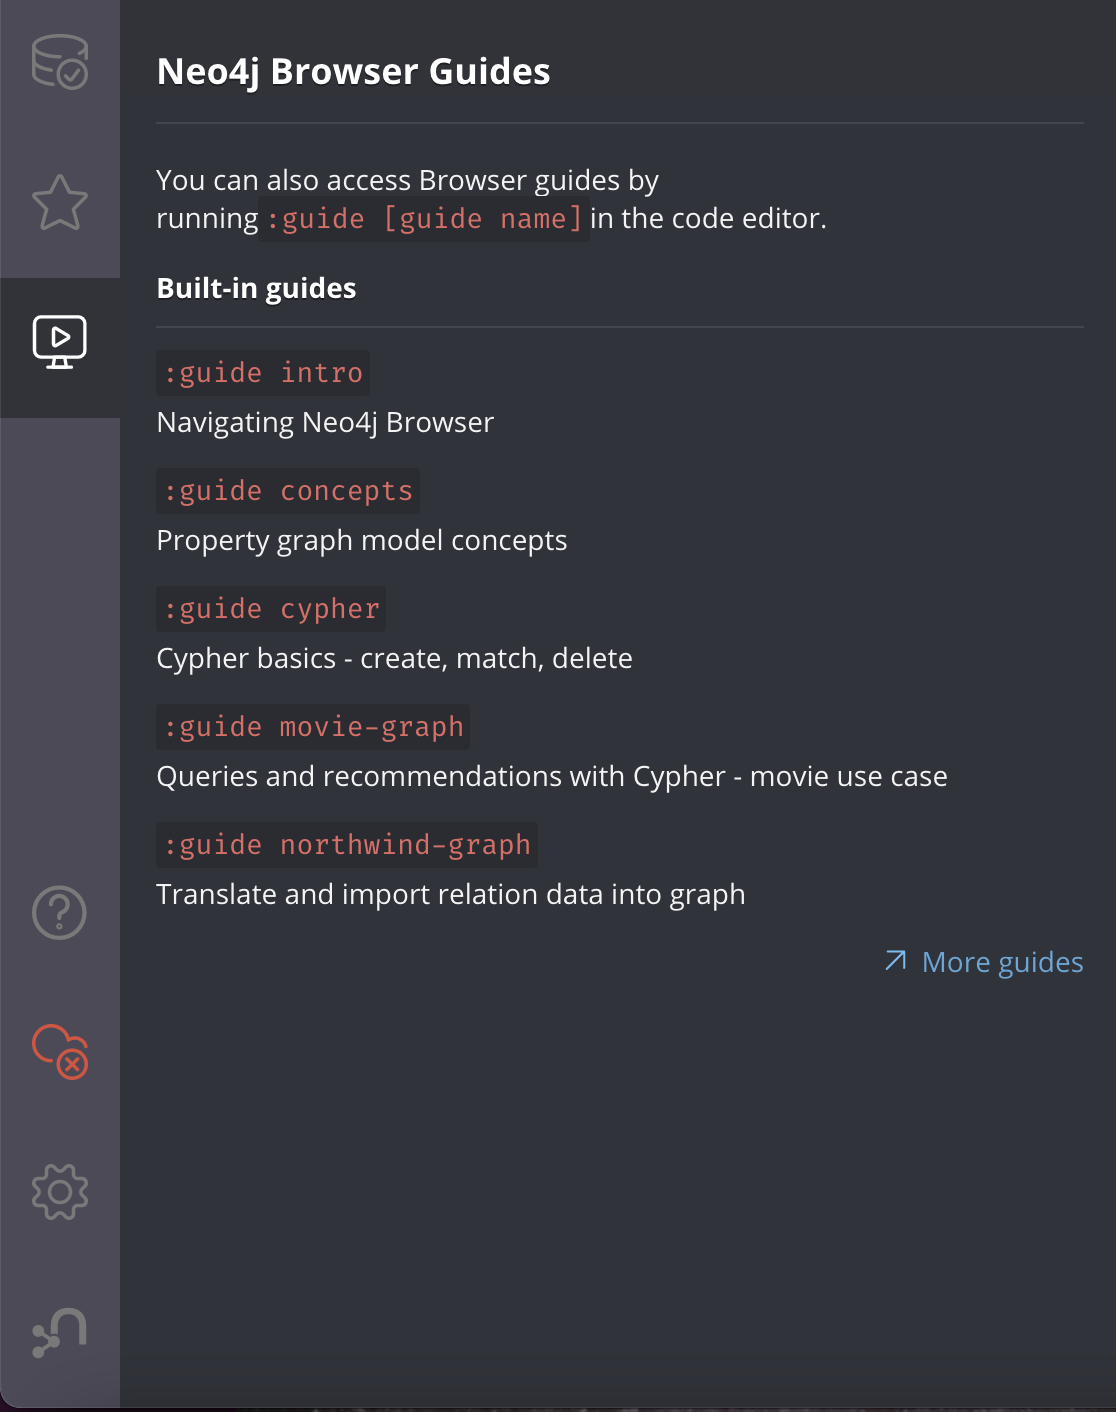 Neo4j Browser Guides
You can also access Browser guides by
running :guide [guide name] in the code editor.
Built-in guides
:guide intro
Navigating Neo4j Browser
:guide concepts
Property graph model concepts
:guide cypher
Cypher basics - create, match, delete
:guide movie-graph
Queries and recommendations with Cypher - movie use case
:guide northwind-graph
Translate and import relation data into graph
More guides